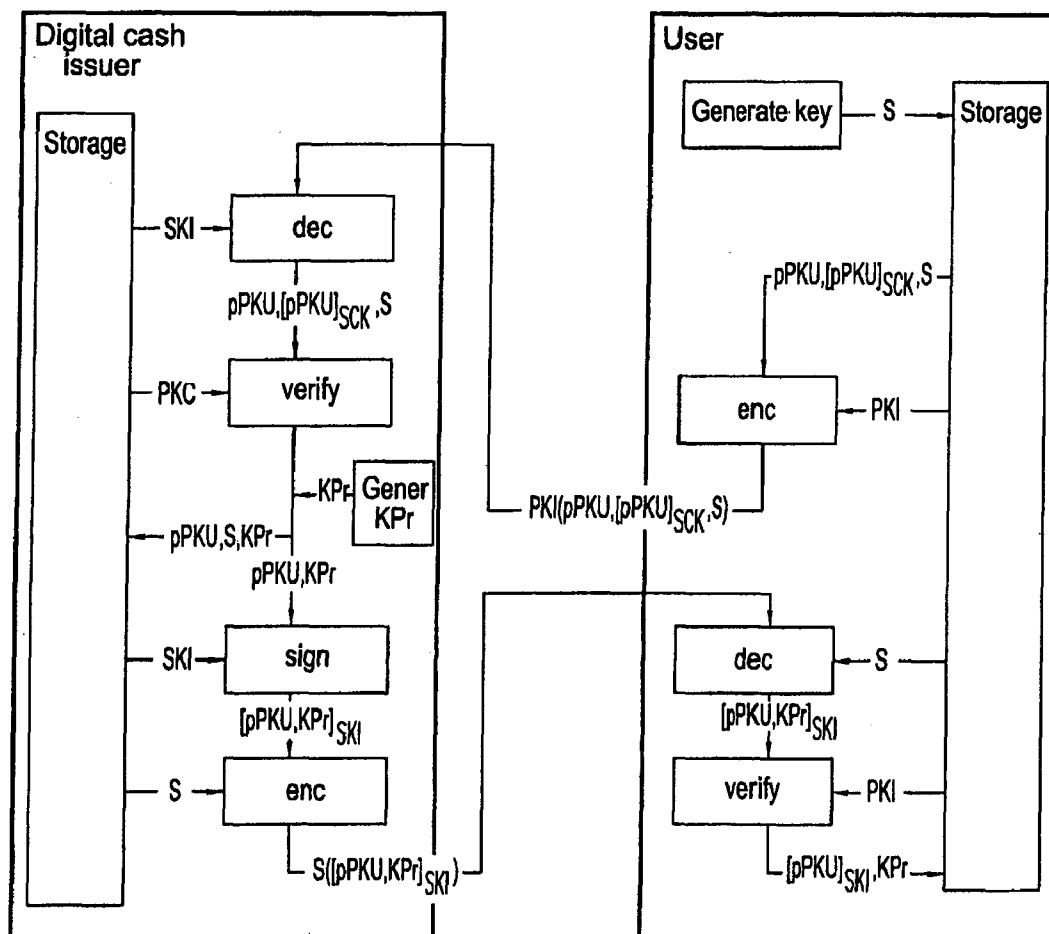 Digital cash
issuer
Storage
SKI
dec
pPKU,[pPKU]SCK,S
PKC
verify
KPr
Gener
KPr
pPKU,S,KPr
pPKU,KPr
SKI
sign
[pPKU,KPr]SKI
S
enc
S([pPKU,KPr]SKI)
PKI(pPKU,[pPKU]SCK,S)
User
Generate key
S
Storage
pPKU,[pPKU]SCK,S
enc
PKI
dec
S
[pPKU,KPr]SKI
verify
PKI
[pPKU]SKI,KPr